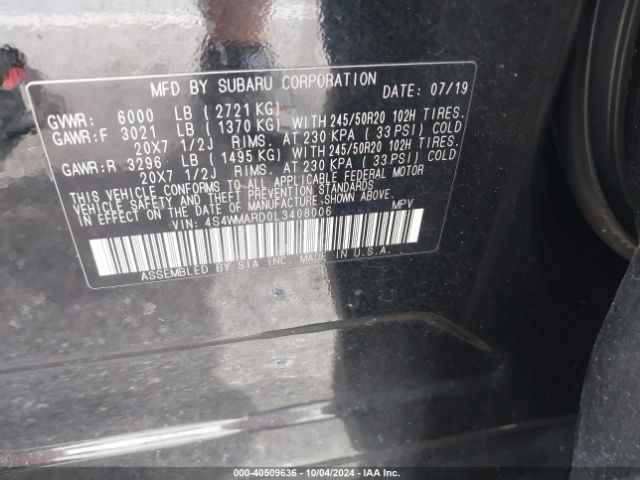 MFD BY SUBARU CORPORATION DATE: 07/19
GVWR: 6000 LB ( 2721 KG)
GAWR:F 3021 LB ( 1370 KG) WITH 245/50R20 102H TIRES.
20X7 1/2J RIMS. AT 230 KPA ( 33 PSI) COLD
GAWR:R 3296 LB ( 1495 KG) WITH 245/50R20 102H TIRES.
20X7 1/2J RIMS. AT 230 KPA ( 33 PSI) COLD
THIS VEHICLE CONFORMS TO ALL APPLICABLE FEDERAL MOTOR
VEHICLE SAFETY AND THEFT PREVENTION STANDARDS
IN EFFECT ON THE DATE OF MANUFACTURE SHOWN ABOVE.
VIN: 4S4WMARD0L3408006 MPV
ASSEMBLED BY SIA INC. MADE IN U.S.A.
000-40509636 - 10/04/2024 - IAA Inc.